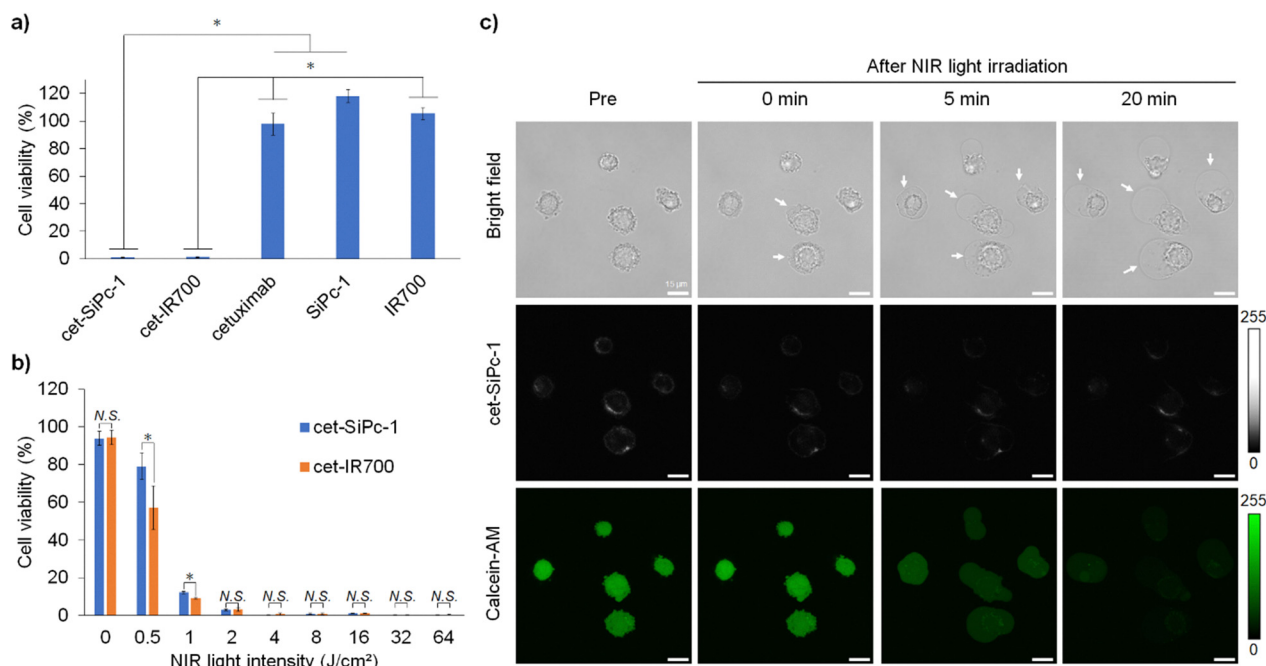 a)
*
*
Cell viability (%)
120
100
80
60
40
20
0
cet-SiPc-1
cet-IR700
cetuximab
SiPc-1
IR700
b)
Cell viability (%)
120
100
80
60
40
20
0
N.S.
*
*
N.S.
N.S.
N.S.
N.S.
N.S.
N.S.
cet-SiPc-1
cet-IR700
0 0.5 1 2 4 8 16 32 64
NIR light intensity (J/cm²)
c)
After NIR light irradiation
Pre 0 min 5 min 20 min
Bright field
15 μm
cet-SiPc-1
255
0
Calcein-AM
255
0